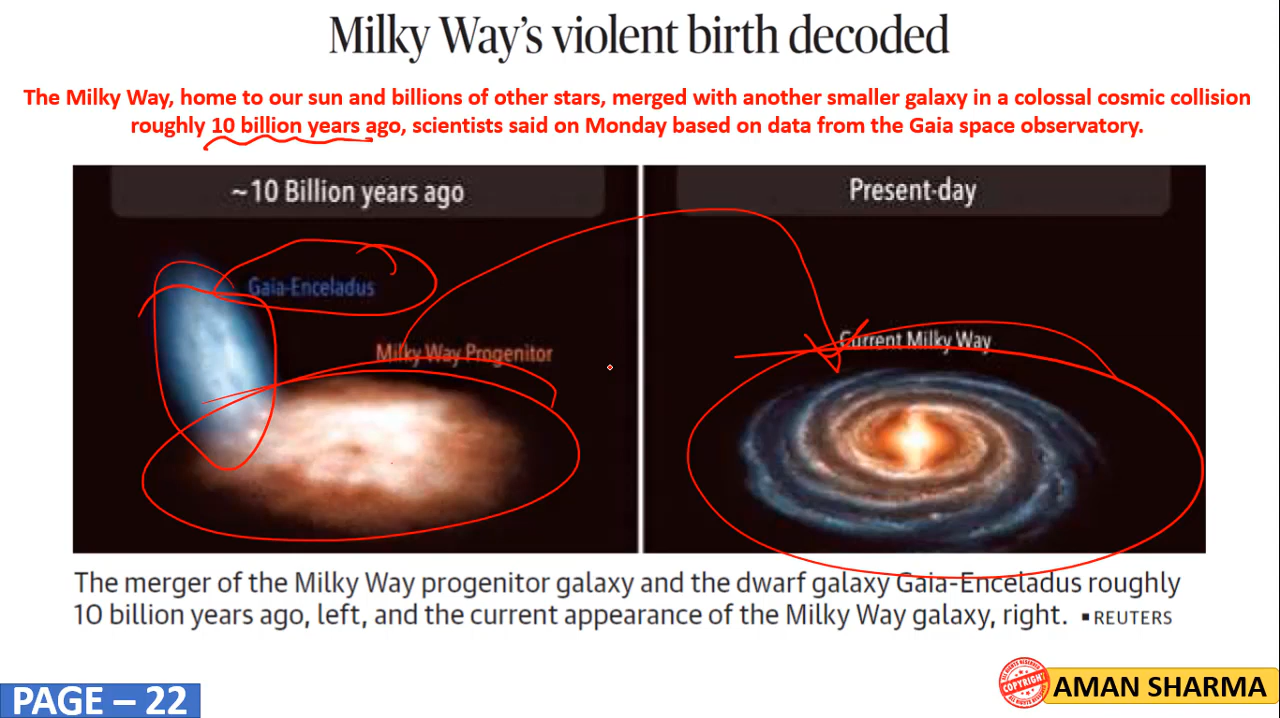 Milky Way's violent birth decoded
The Milky Way, home to our sun and billions of other stars, merged with another smaller galaxy in a colossal cosmic collision
roughly 10 billion years ago, scientists said on Monday based on data from the Gaia space observatory.
~10 Billion years ago
Present-day
Gaia-Enceladus
Milky Way Progenitor
Current Milky Way
The merger of the Milky Way progenitor galaxy and the dwarf galaxy Gaia-Enceladus roughly
10 billion years ago, left, and the current appearance of the Milky Way galaxy, right. ▪REUTERS
PAGE – 22
COPYRIGHT
AMAN SHARMA